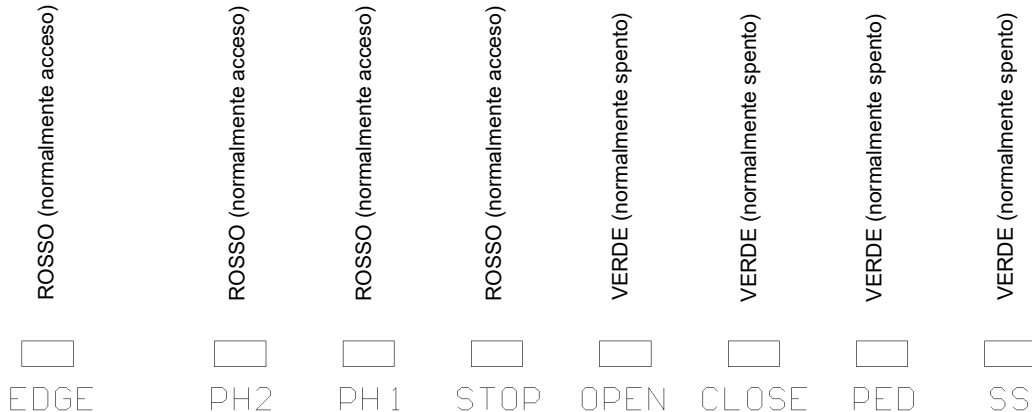 ROSSO (normalmente acceso)
ROSSO (normalmente acceso)
ROSSO (normalmente acceso)
ROSSO (normalmente acceso)
VERDE (normalmente spento)
VERDE (normalmente spento)
VERDE (normalmente spento)
VERDE (normalmente spento)
EDGE PH2 PH1 STOP OPEN CLOSE PED SS